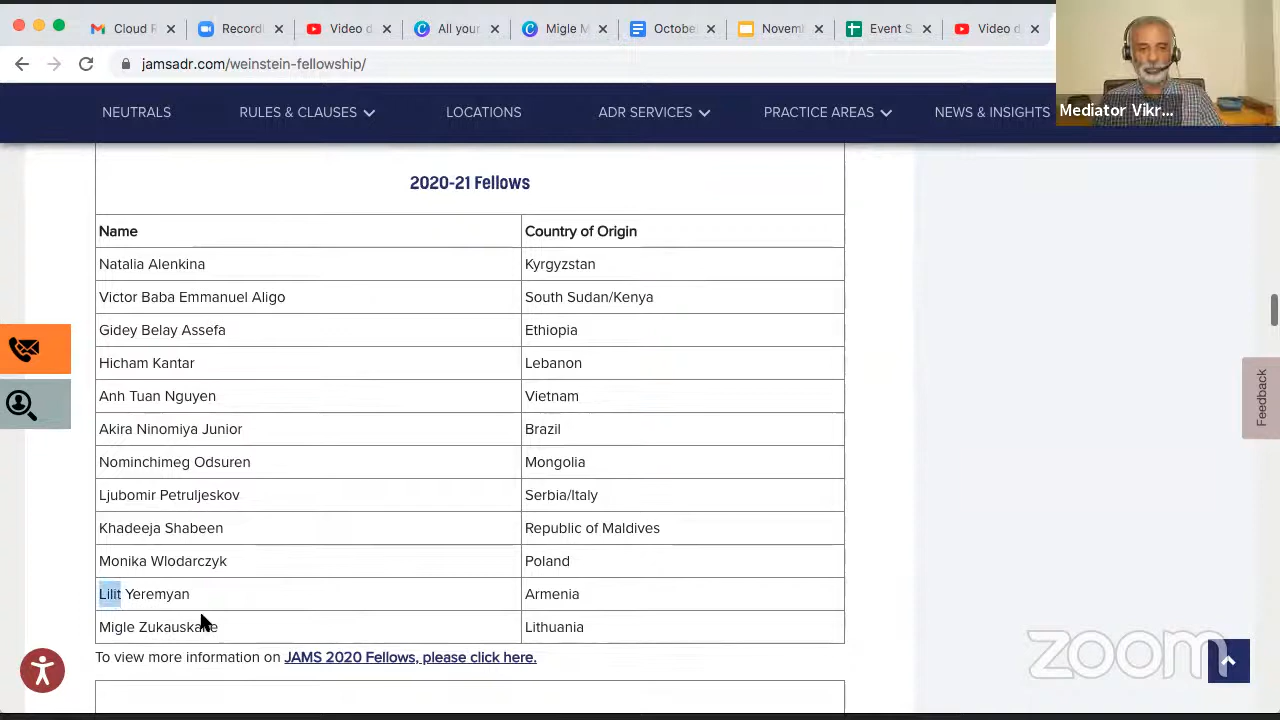 Cloud R
Record
Video
All your
Migle M
Octobe
Novem
Event S
Video d
jamsadr.com/weinstein-fellowship/
Mediator Vikr...
NEUTRALS RULES & CLAUSES LOCATIONS ADR SERVICES PRACTICE AREAS NEWS & INSIGHTS
2020-21 Fellows
Name Country of Origin
Natalia Alenkina Kyrgyzstan
Victor Baba Emmanuel Aligo South Sudan/Kenya
Gidey Belay Assefa Ethiopia
Hicham Kantar Lebanon
Anh Tuan Nguyen Vietnam
Akira Ninomiya Junior Brazil
Nominchimeg Odsuren Mongolia
Ljubomir Petruljeskov Serbia/Italy
Khadeeja Shabeen Republic of Maldives
Monika Wlodarczyk Poland
Lilit Yeremyan Armenia
Migle Zukauskaite Lithuania
To view more information on JAMS 2020 Fellows, please click here.
Feedback
zoom